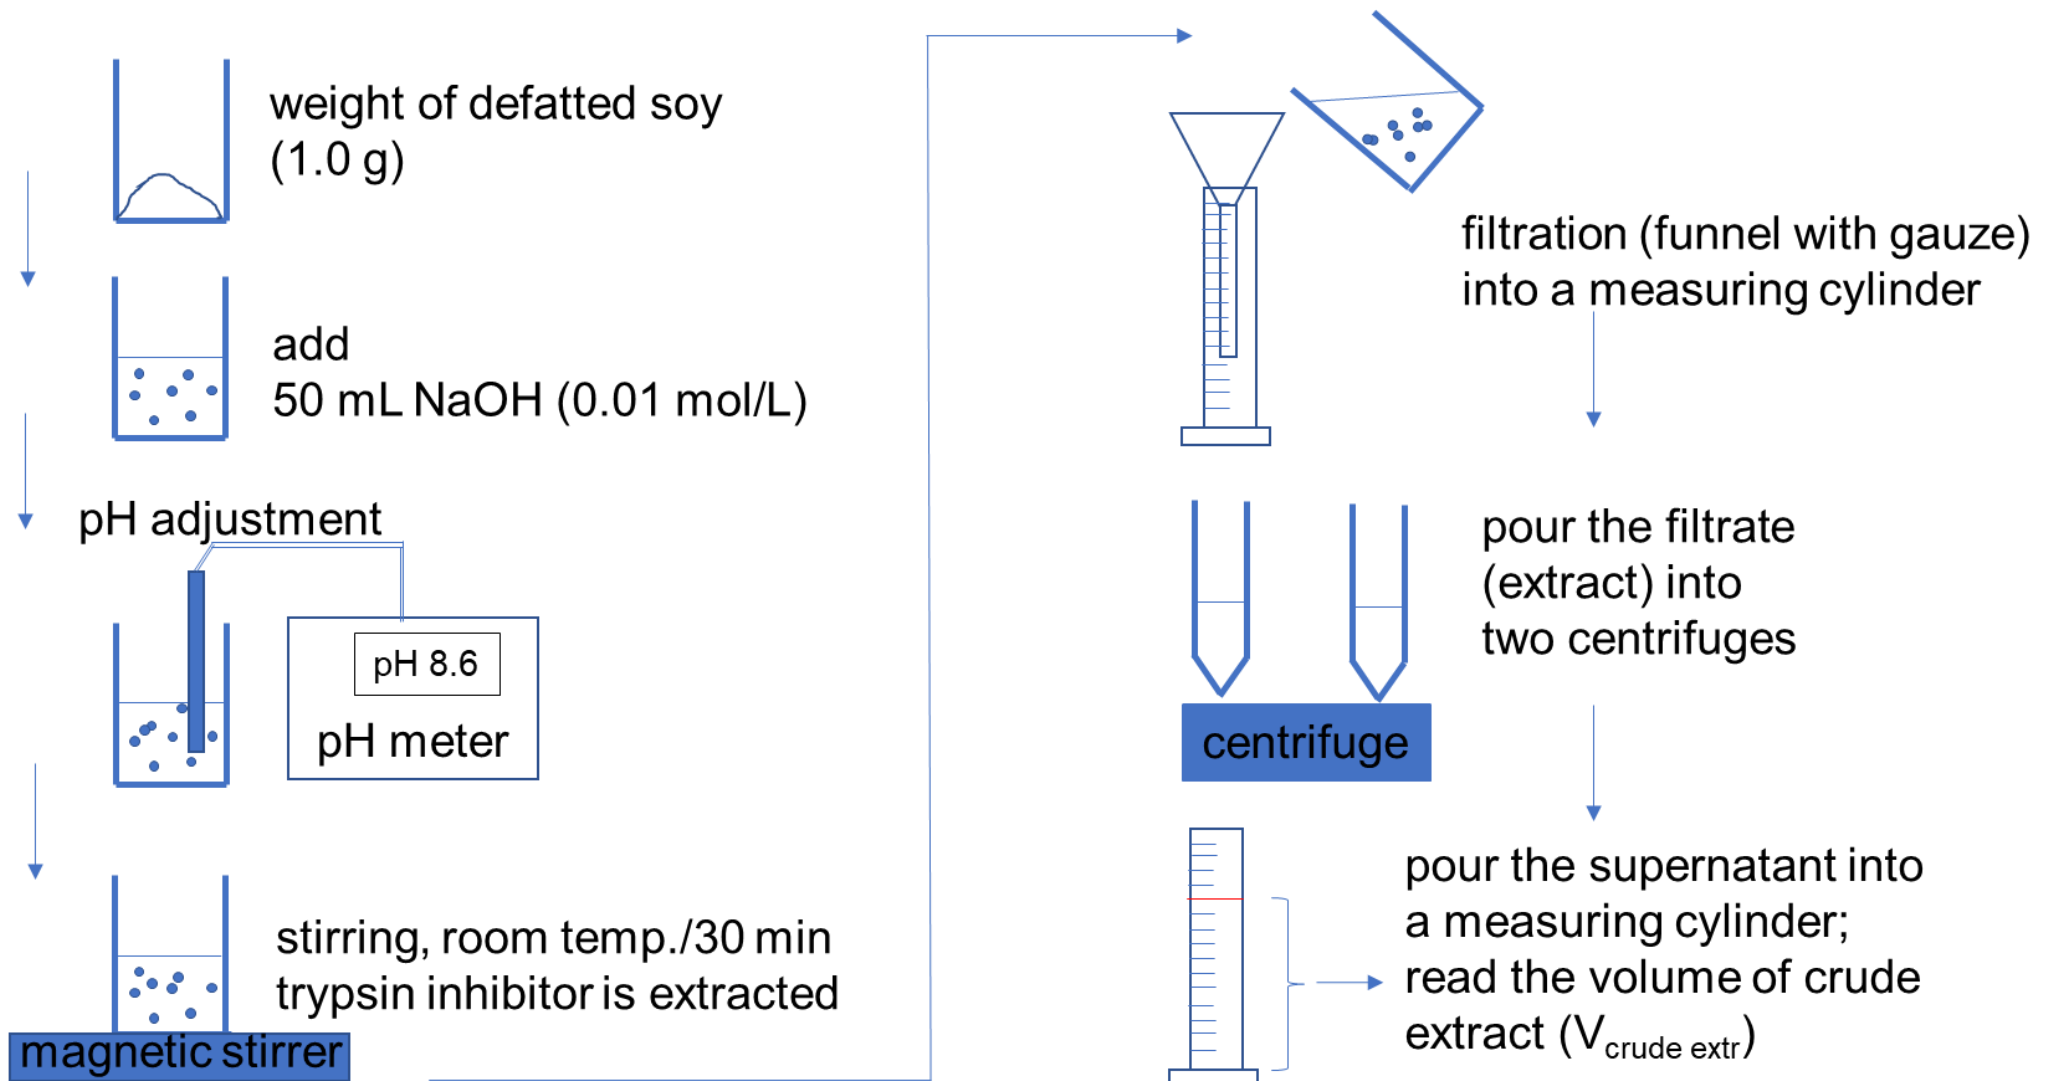 weight of defatted soy
(1.0 g)
add
50 mL NaOH (0.01 mol/L)
pH adjustment
pH 8.6
pH meter
stirring, room temp./30 min
trypsin inhibitor is extracted
magnetic stirrer
filtration (funnel with gauze)
into a measuring cylinder
pour the filtrate
(extract) into
two centrifuges
centrifuge
pour the supernatant into
a measuring cylinder;
read the volume of crude
extract (Vcrude extr)